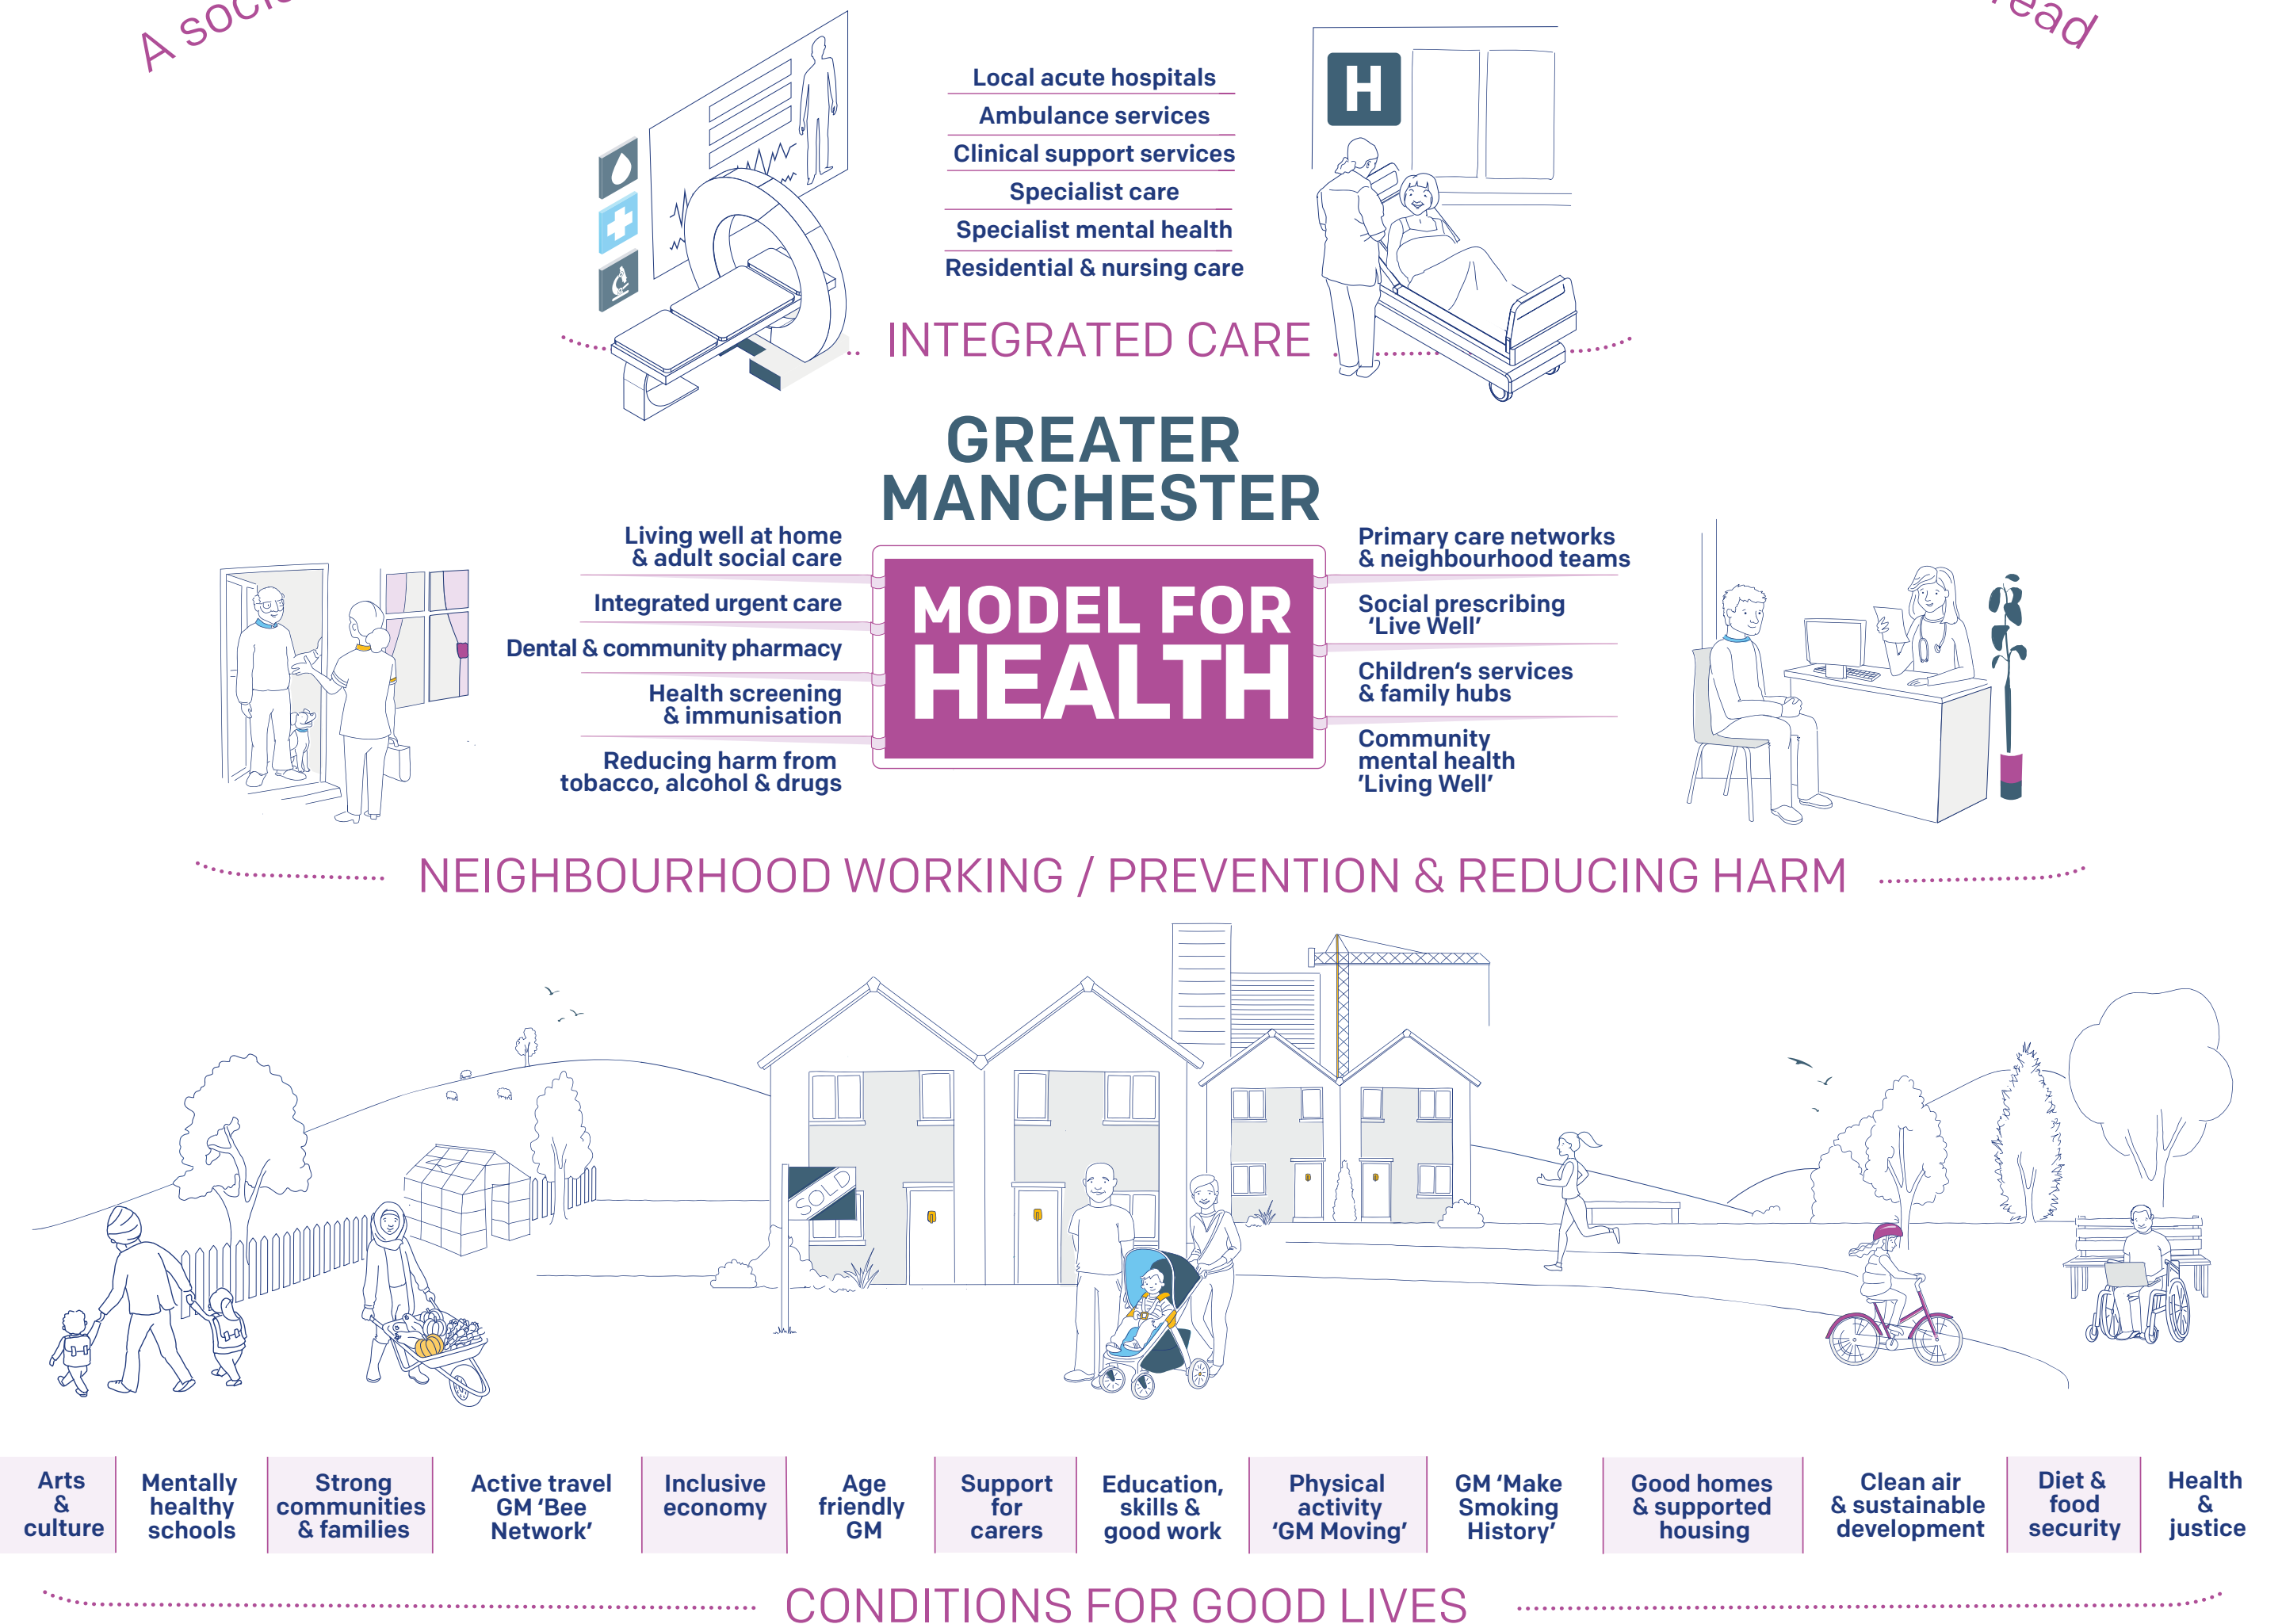 A
Local acute hospitals
Ambulance services
Clinical support services
Specialist care
Specialist mental health
Residential & nursing care
H
INTEGRATED CARE
GREATER
MANCHESTER
MODEL FOR
HEALTH
Living well at home
& adult social care
Integrated urgent care
Dental & community pharmacy
Health screening
& immunisation
Reducing harm from
tobacco, alcohol & drugs
Primary care networks
& neighbourhood teams
Social prescribing
‘Live Well’
Children‘s services
& family hubs
Community
mental health
’Living Well’
NEIGHBOURHOOD WORKING / PREVENTION & REDUCING HARM
SOLD
Arts
&
culture
Mentally
healthy
schools
Strong
communities
& families
Active travel
GM ‘Bee
Network’
Inclusive
economy
Age
friendly
GM
Support
for
carers
Education,
skills &
good work
Physical
activity
‘GM Moving’
GM ‘Make
Smoking
History’
Good homes
& supported
housing
Clean air
& sustainable
development
Diet &
food
security
Health
&
justice
CONDITIONS FOR GOOD LIVES